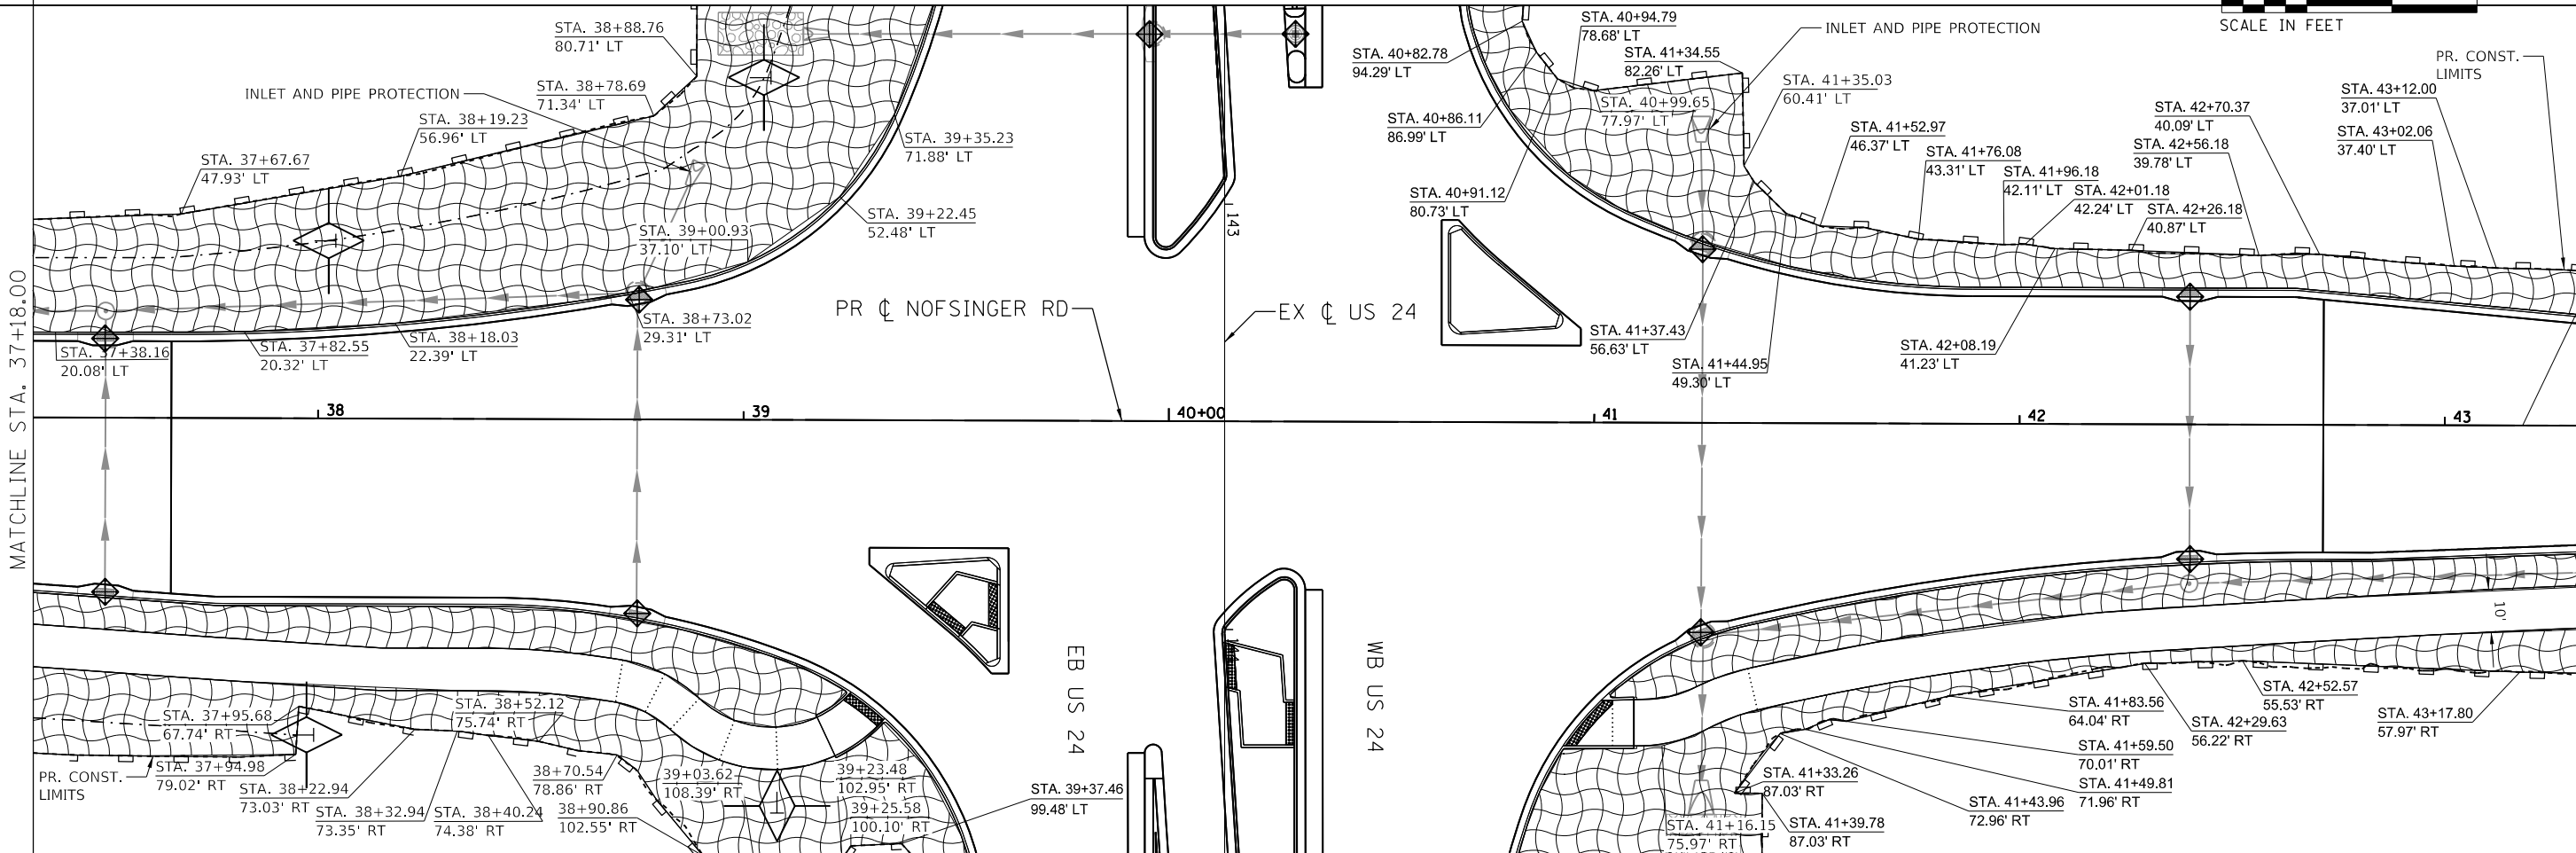 SCALE IN FEET
STA. 38+88.76
80.71' LT
INLET AND PIPE PROTECTION
STA. 38+78.69
71.34' LT
STA. 38+19.23
56.96' LT
STA. 37+67.67
47.93' LT
STA. 39+35.23
71.88' LT
STA. 39+22.45
52.48' LT
STA. 39+00.93
37.10' LT
STA. 38+73.02
29.31' LT
STA. 38+18.03
22.39' LT
STA. 37+82.55
20.32' LT
STA. 37+38.16
20.08' LT
MATCHLINE STA. 37+18.00
PR ℄ NOFSINGER RD
EX ℄ US 24
143
STA. 40+94.79
78.68' LT
STA. 40+82.78
94.29' LT
STA. 41+34.55
82.26' LT
INLET AND PIPE PROTECTION
STA. 41+35.03
60.41' LT
STA. 40+99.65
77.97' LT
STA. 40+86.11
86.99' LT
STA. 40+91.12
80.73' LT
STA. 41+52.97
46.37' LT
STA. 41+76.08
43.31' LT
STA. 41+96.18
42.11' LT
STA. 42+01.18
42.24' LT
STA. 42+26.18
40.87' LT
STA. 42+56.18
39.78' LT
STA. 42+70.37
40.09' LT
STA. 43+12.00
37.01' LT
STA. 43+02.06
37.40' LT
PR. CONST.
LIMITS
STA. 41+37.43
56.63' LT
STA. 41+44.95
49.30' LT
STA. 42+08.19
41.23' LT
38
39
40+00
41
42
43
EB US 24
WB US 24
10'
STA. 37+95.68
67.74' RT
STA. 37+94.98
79.02' RT
PR. CONST.
LIMITS
STA. 38+22.94
73.03' RT
STA. 38+32.94
73.35' RT
STA. 38+40.24
74.38' RT
STA. 38+52.12
75.74' RT
38+70.54
78.86' RT
38+90.86
102.55' RT
39+03.62
108.39' RT
39+23.48
102.95' RT
39+25.58
100.10' RT
STA. 39+37.46
99.48' LT
STA. 41+16.15
75.97' RT
STA. 41+33.26
87.03' RT
STA. 41+39.78
87.03' RT
STA. 41+43.96
72.96' RT
STA. 41+49.81
71.96' RT
STA. 41+59.50
70.01' RT
STA. 41+83.56
64.04' RT
STA. 42+29.63
56.22' RT
STA. 42+52.57
55.53' RT
STA. 43+17.80
57.97' RT